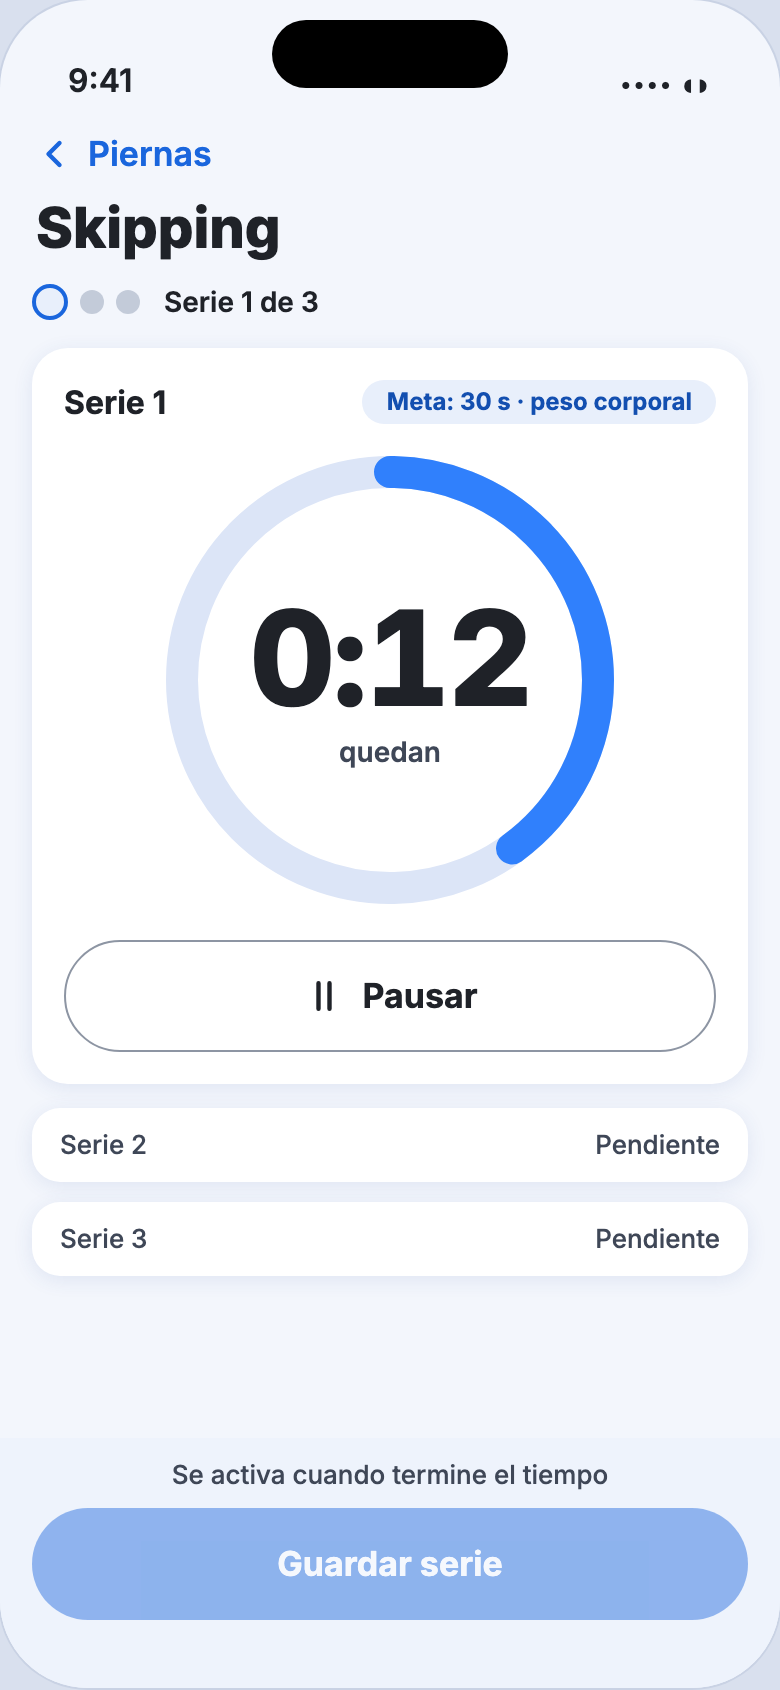 9:41
Piernas
Skipping
Serie 1 de 3
Serie 1
Meta: 30 s · peso corporal
0:12
quedan
Pausar
Serie 2 Pendiente
Serie 3 Pendiente
Se activa cuando termine el tiempo
Guardar serie